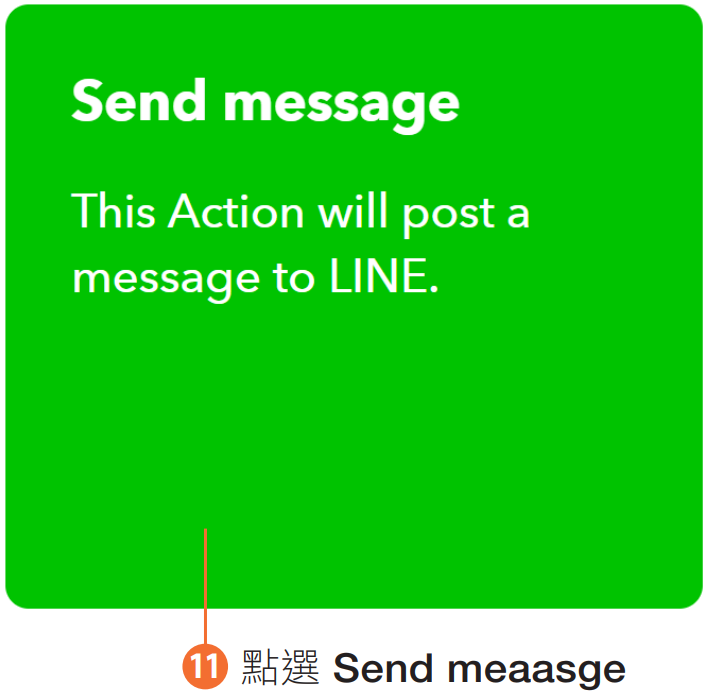 Send message
This Action will post a
message to LINE.
11 點選 Send meaasge